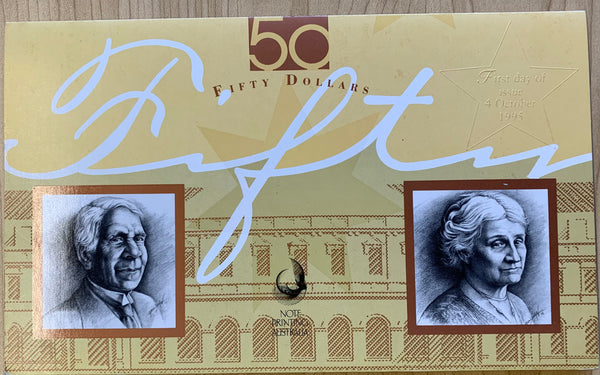 50
FIFTY DOLLARS
Fifty
First day of
issue
4 October
1995
NOTE
PRINTING
AUSTRALIA